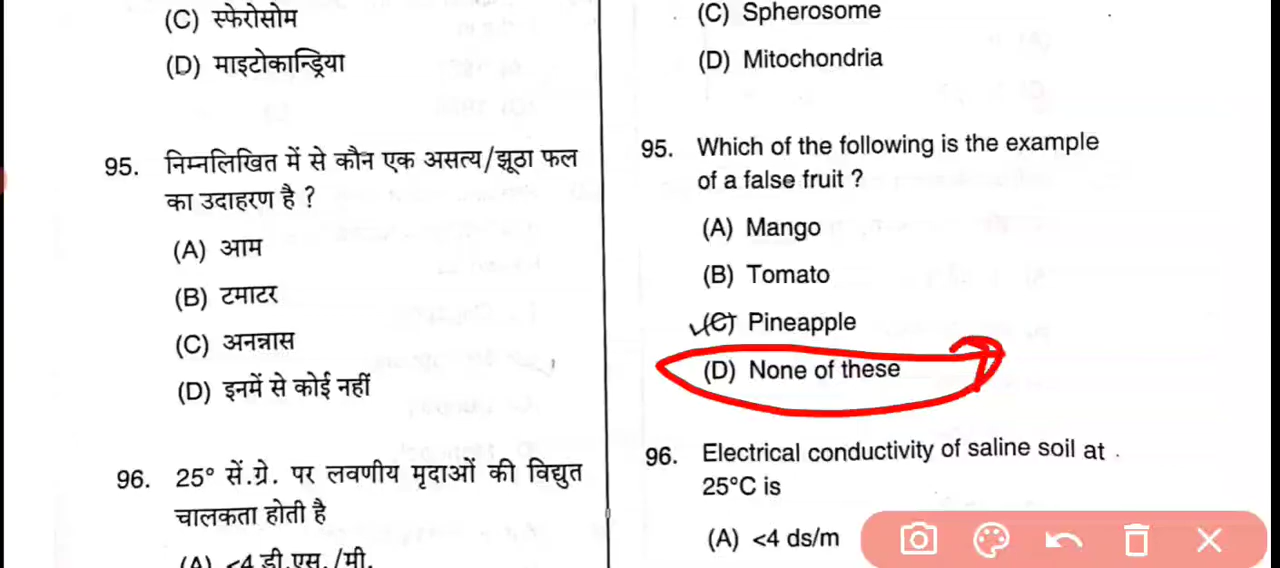 (C) स्फेरोसोम
(D) माइटोकान्ड्रिया
95. निम्नलिखित में से कौन एक असत्य/झूठा फल
का उदाहरण है ?
(A) आम
(B) टमाटर
(C) अनन्नास
(D) इनमें से कोई नहीं
96. 25° सें.ग्रे. पर लवणीय मृदाओं की विद्युत
चालकता होती है
(A) <4 डी.एस./मी.
(C) Spherosome
(D) Mitochondria
95. Which of the following is the example
of a false fruit ?
(A) Mango
(B) Tomato
(C) Pineapple
(D) None of these
96. Electrical conductivity of saline soil at
25°C is
(A) <4 ds/m